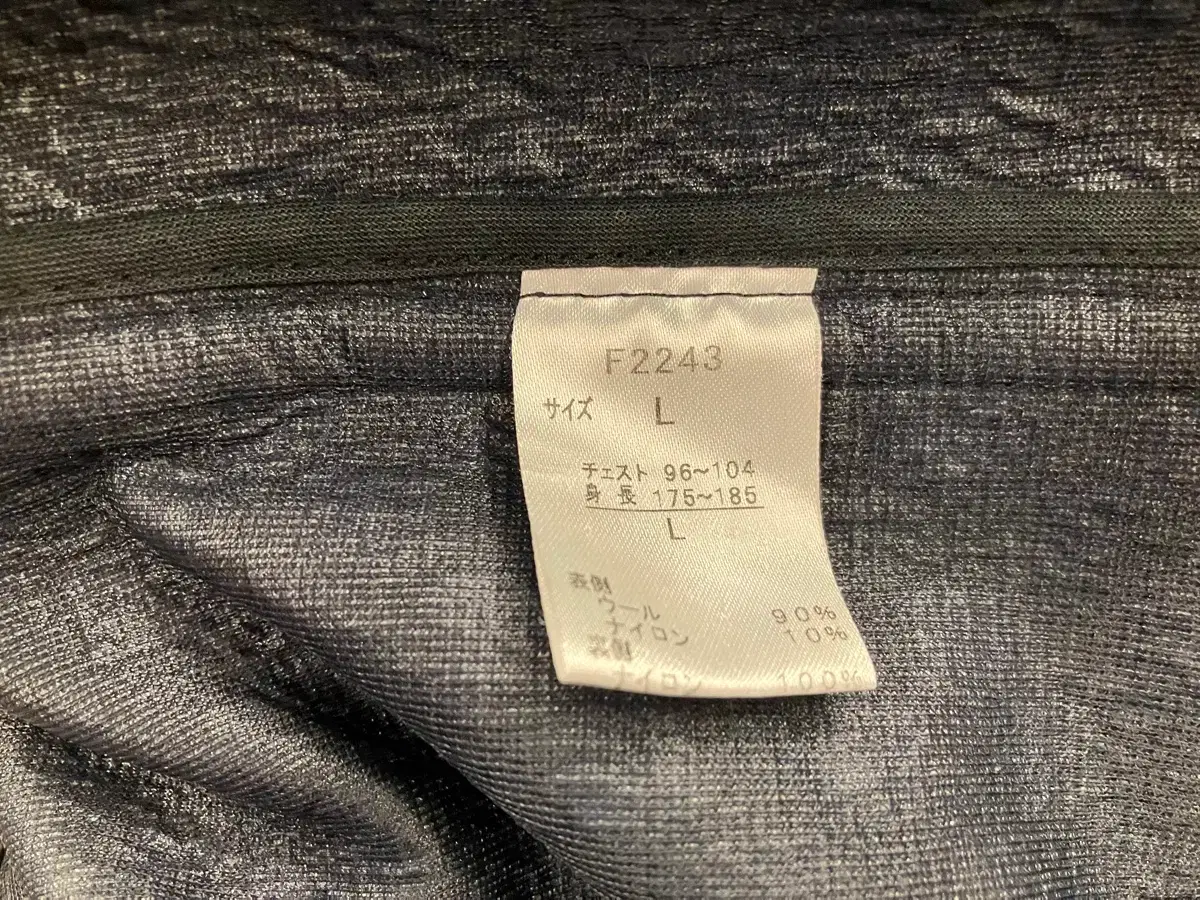 F2243
サイズ L
チェスト 96~104
身長 175~185
L
表側
ウール 90%
ナイロン 10%
裏側
ナイロン 100%